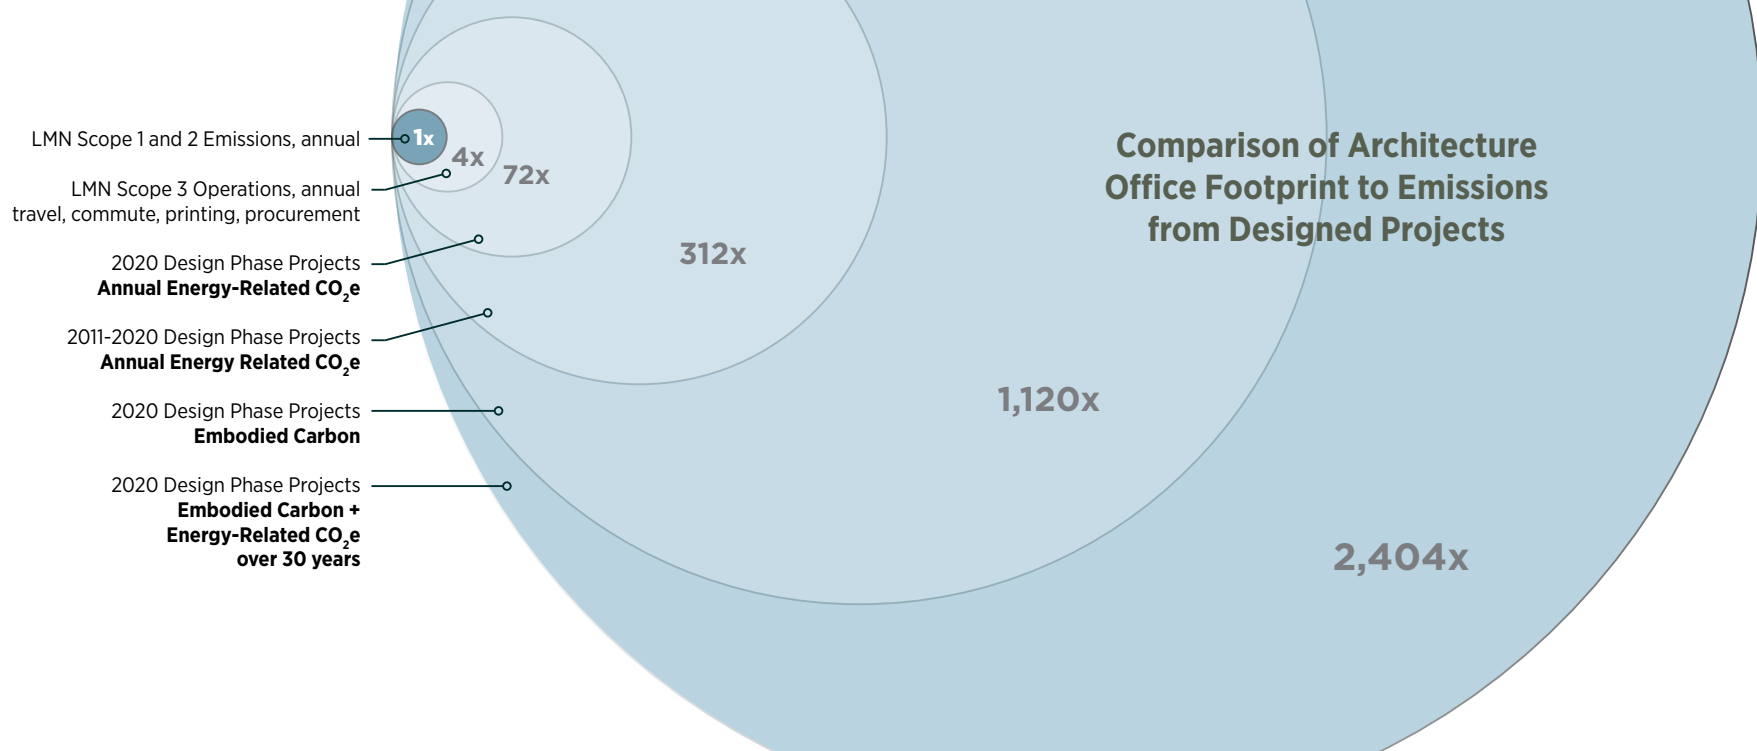 LMN Scope 1 and 2 Emissions, annual
1x
4x
LMN Scope 3 Operations, annual
travel, commute, printing, procurement
72x
2020 Design Phase Projects
Annual Energy-Related CO₂e
312x
2011-2020 Design Phase Projects
Annual Energy Related CO₂e
2020 Design Phase Projects
Embodied Carbon
1,120x
2020 Design Phase Projects
Embodied Carbon +
Energy-Related CO₂e
over 30 years
2,404x
Comparison of Architecture
Office Footprint to Emissions
from Designed Projects